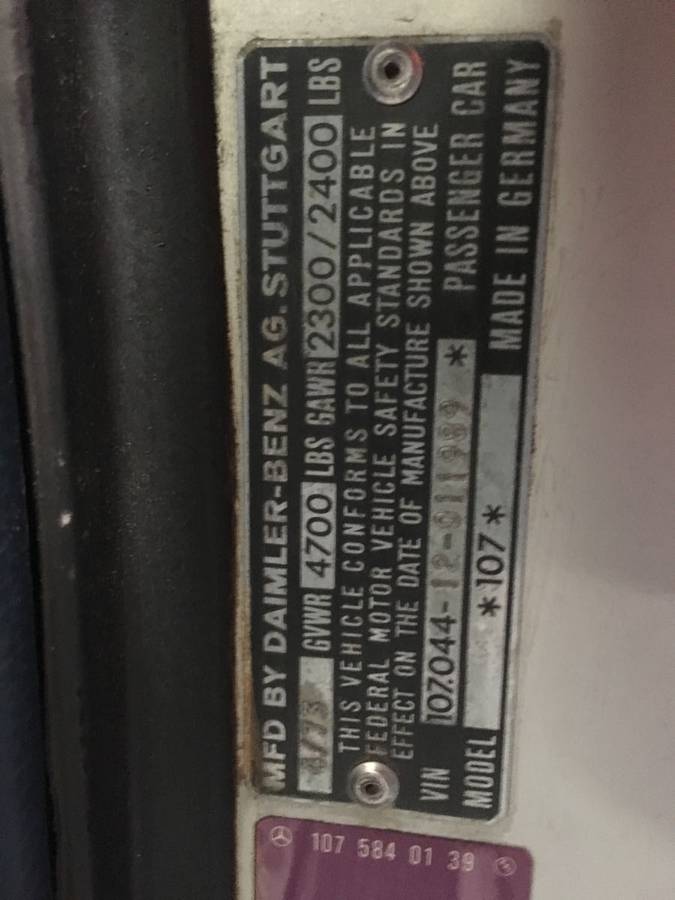 MFD BY DAIMLER-BENZ AG. STUTTGART
GVWR 4700 LBS GAWR 2300/2400 LBS
THIS VEHICLE CONFORMS TO ALL APPLICABLE
FEDERAL MOTOR VEHICLE SAFETY STANDARDS IN
EFFECT ON THE DATE OF MANUFACTURE SHOWN ABOVE
VIN 107.044-12-011989 * PASSENGER CAR
MODEL *107* MADE IN GERMANY
107 584 01 39